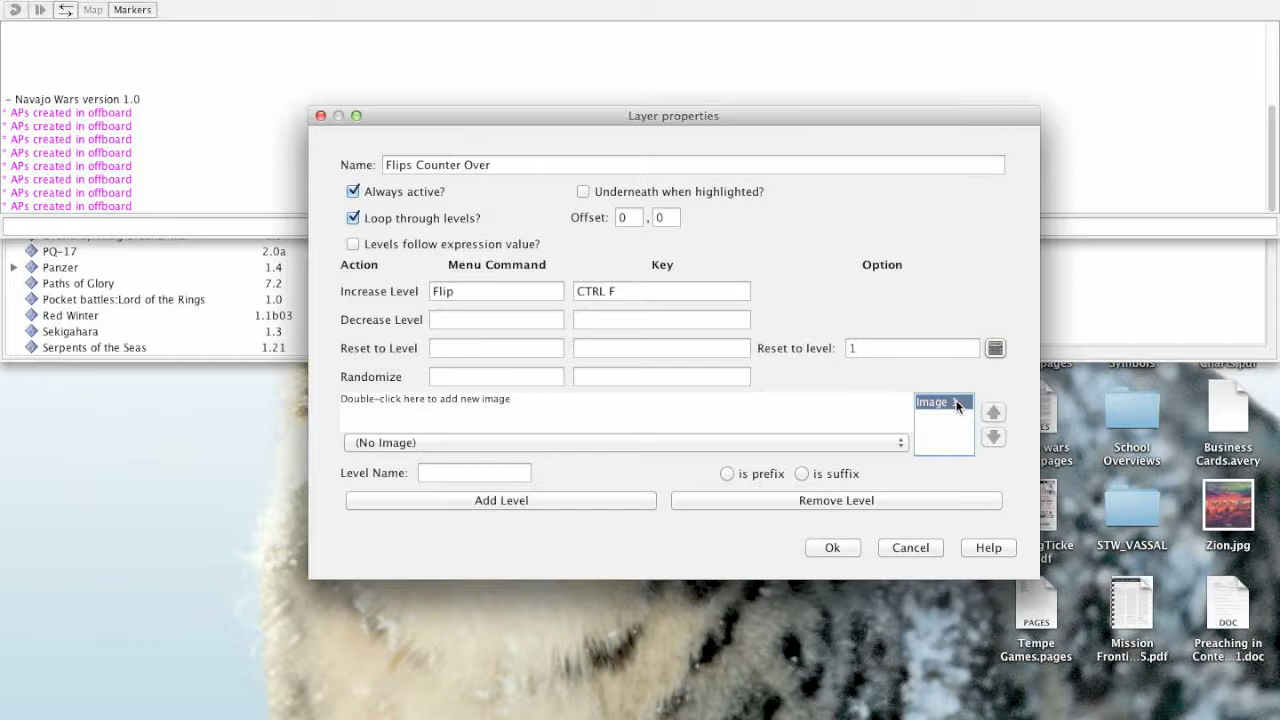 Map Markers
- Navajo Wars version 1.0
* APs created in offboard
* APs created in offboard
* APs created in offboard
* APs created in offboard
* APs created in offboard
* APs created in offboard
* APs created in offboard
* APs created in offboard
PQ-17 2.0a
Panzer 1.4
Paths of Glory 7.2
Pocket battles:Lord of the Rings 1.0
Red Winter 1.1b03
Sekigahara 1.3
Serpents of the Seas 1.21
Layer properties
Name: Flips Counter Over
Always active? Underneath when highlighted?
Loop through levels? Offset: 0 , 0
Levels follow expression value?
Action Menu Command Key Option
Increase Level Flip CTRL F
Decrease Level
Reset to Level Reset to level: 1
Randomize
Double-click here to add new image
Image 1
(No Image)
Level Name: is prefix is suffix
Add Level Remove Level
Ok Cancel Help
Charts.pdf
wars
pages
School
Overviews
Business
Cards.avery
STW_VASSAL
Zion.jpg
PAGES
DOC
Tempe
Games.pages
Mission
Fronti...5.pdf
Preaching in
Conte...1.doc